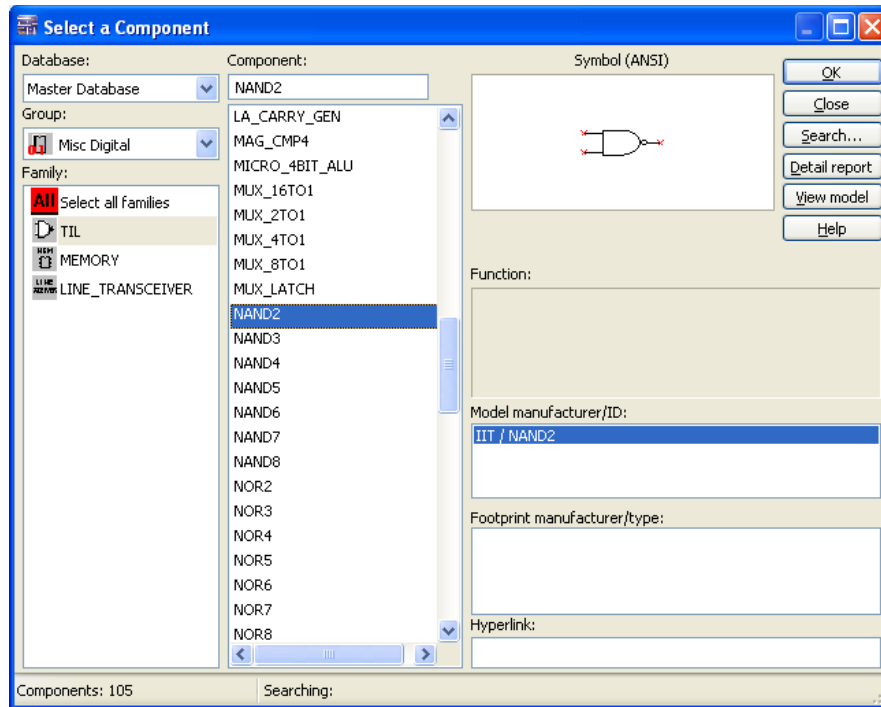 Select a Component
Database:
Master Database
Group:
Misc Digital
Family:
All Select all families
TIL
MEM MEMORY
LINE_TRANSCEIVER
Component:
NAND2
LA_CARRY_GEN
MAG_CMP4
MICRO_4BIT_ALU
MUX_16TO1
MUX_2TO1
MUX_4TO1
MUX_8TO1
MUX_LATCH
NAND2
NAND3
NAND4
NAND5
NAND6
NAND7
NAND8
NOR2
NOR3
NOR4
NOR5
NOR6
NOR7
NOR8
Symbol (ANSI)
OK
Close
Search...
Detail report
View model
Help
Function:
Model manufacturer/ID:
IIT / NAND2
Footprint manufacturer/type:
Hyperlink:
Components: 105
Searching: